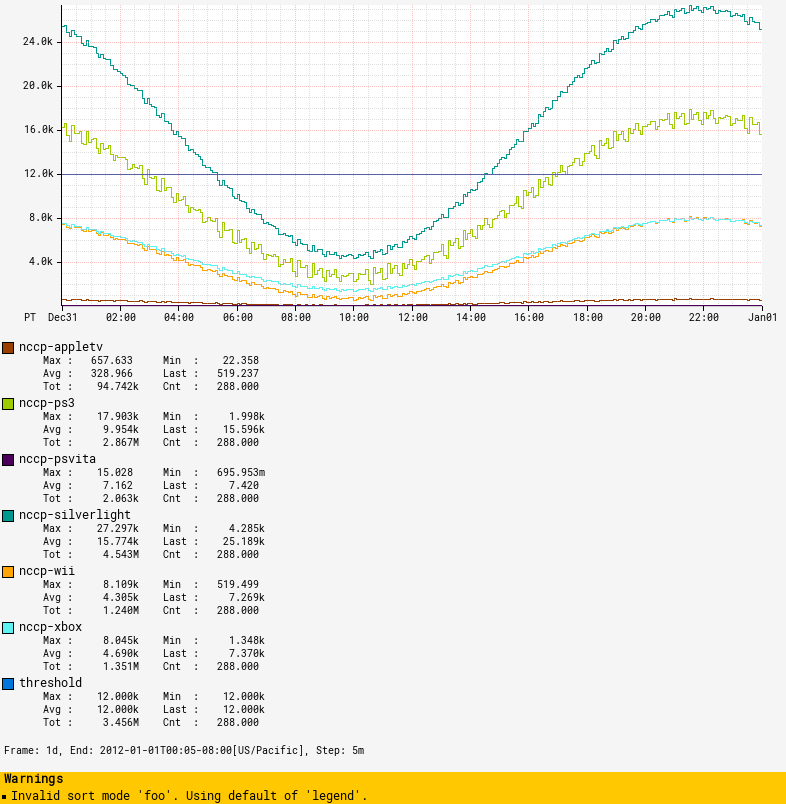 24.0k
20.0k
16.0k
12.0k
8.0k
4.0k
PT Dec31 02:00 04:00 06:00 08:00 10:00 12:00 14:00 16:00 18:00 20:00 22:00 Jan01
nccp-appletv
Max : 657.633 Min : 22.358
Avg : 328.966 Last : 519.237
Tot : 94.742k Cnt : 288.000
nccp-ps3
Max : 17.903k Min : 1.998k
Avg : 9.954k Last : 15.596k
Tot : 2.867M Cnt : 288.000
nccp-psvita
Max : 15.028 Min : 695.953m
Avg : 7.162 Last : 7.420
Tot : 2.063k Cnt : 288.000
nccp-silverlight
Max : 27.297k Min : 4.285k
Avg : 15.774k Last : 25.189k
Tot : 4.543M Cnt : 288.000
nccp-wii
Max : 8.109k Min : 519.499
Avg : 4.305k Last : 7.269k
Tot : 1.240M Cnt : 288.000
nccp-xbox
Max : 8.045k Min : 1.348k
Avg : 4.690k Last : 7.370k
Tot : 1.351M Cnt : 288.000
threshold
Max : 12.000k Min : 12.000k
Avg : 12.000k Last : 12.000k
Tot : 3.456M Cnt : 288.000
Frame: 1d, End: 2012-01-01T00:05-08:00[US/Pacific], Step: 5m
Warnings
▪ Invalid sort mode 'foo'. Using default of 'legend'.